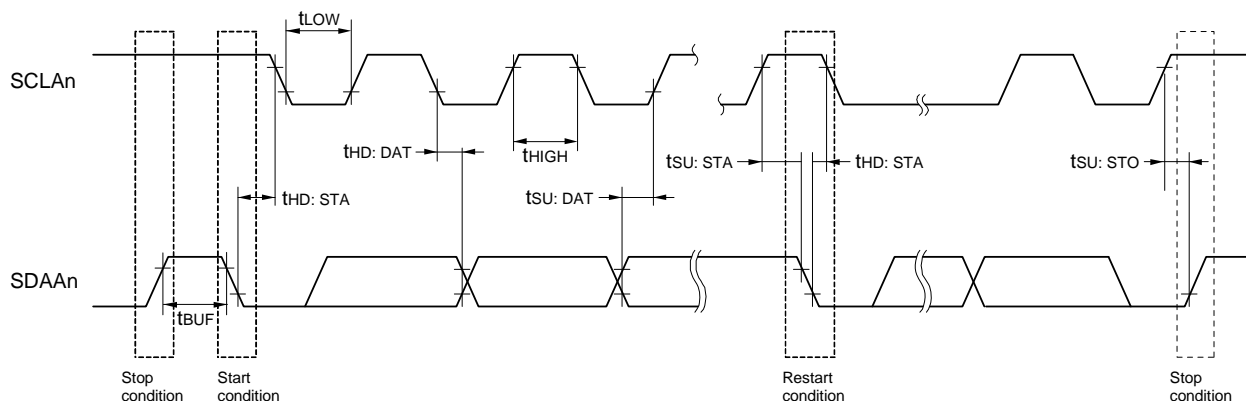 tLOW
SCLAn
tHD: DAT
tHIGH
tSU: STA
tHD: STA
tSU: STO
tHD: STA
tSU: DAT
SDAAn
tBUF
Stop
condition
Start
condition
Restart
condition
Stop
condition